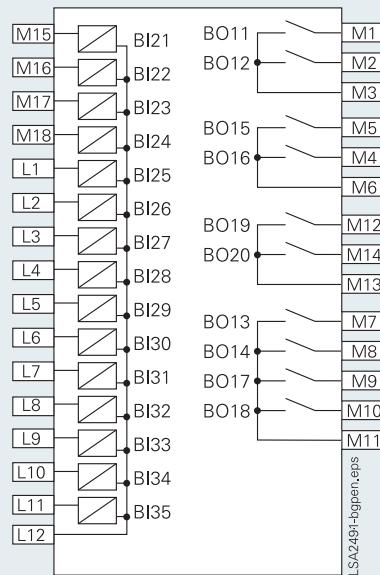 M15 BI21 BO11 M1
M16 BI22 BO12 M2
M17 BI23 M3
M18 BI24 BO15 M5
L1 BI25 BO16 M4
L2 BI26 M6
L3 BI27 BO19 M12
L4 BI28 BO20 M14
L5 BI29 M13
L6 BI30 BO13 M7
L7 BI31 BO14 M8
L8 BI32 BO17 M9
L9 BI33 BO18 M10
L10 BI34 M11
L11 BI35
L12
LSA2491-bgpen.eps